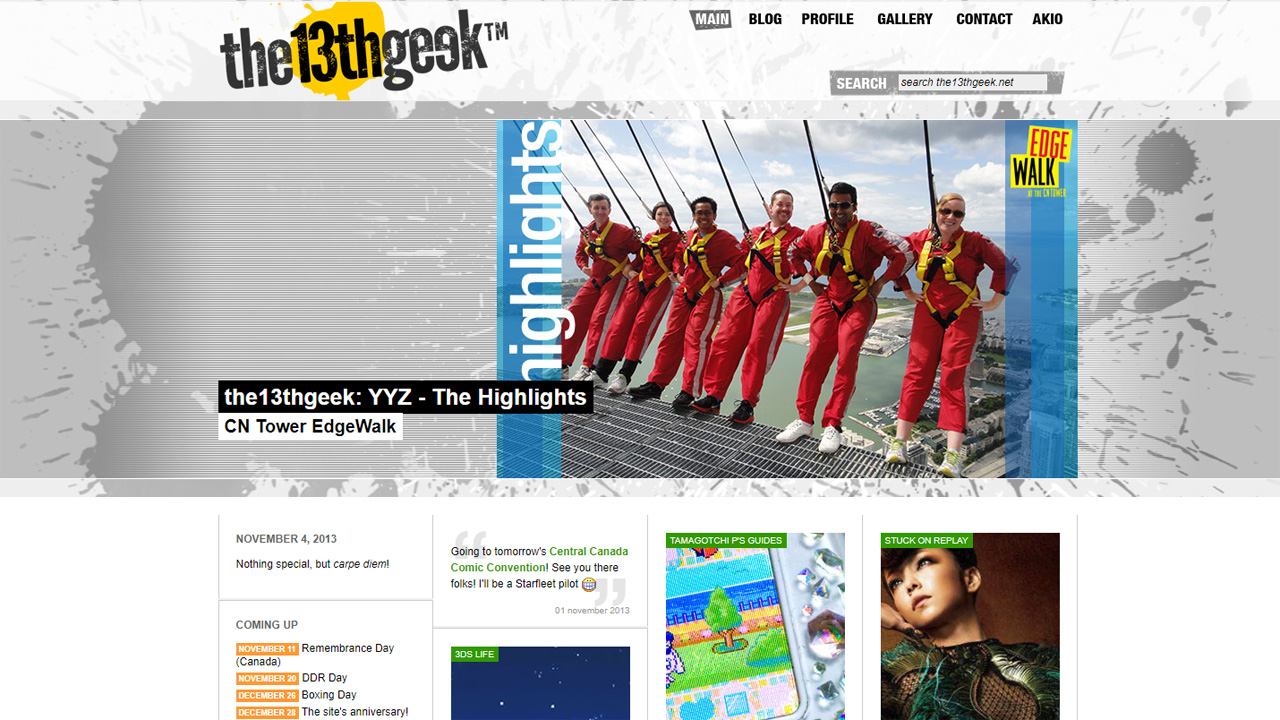 the13thgeek™
MAIN BLOG PROFILE GALLERY CONTACT AKIO
SEARCH search the13thgeek.net
highlights
EDGE
WALK
AT THE CN TOWER
the13thgeek: YYZ - The Highlights
CN Tower EdgeWalk
NOVEMBER 4, 2013
Nothing special, but carpe diem!
COMING UP
NOVEMBER 11 Remembrance Day
(Canada)
NOVEMBER 20 DDR Day
DECEMBER 26 Boxing Day
DECEMBER 28 The site's anniversary!
“
Going to tomorrow's Central Canada
Comic Convention! See you there
folks! I'll be a Starfleet pilot
”
01 november 2013
3DS LIFE
TAMAGOTCHI P'S GUIDES
STUCK ON REPLAY